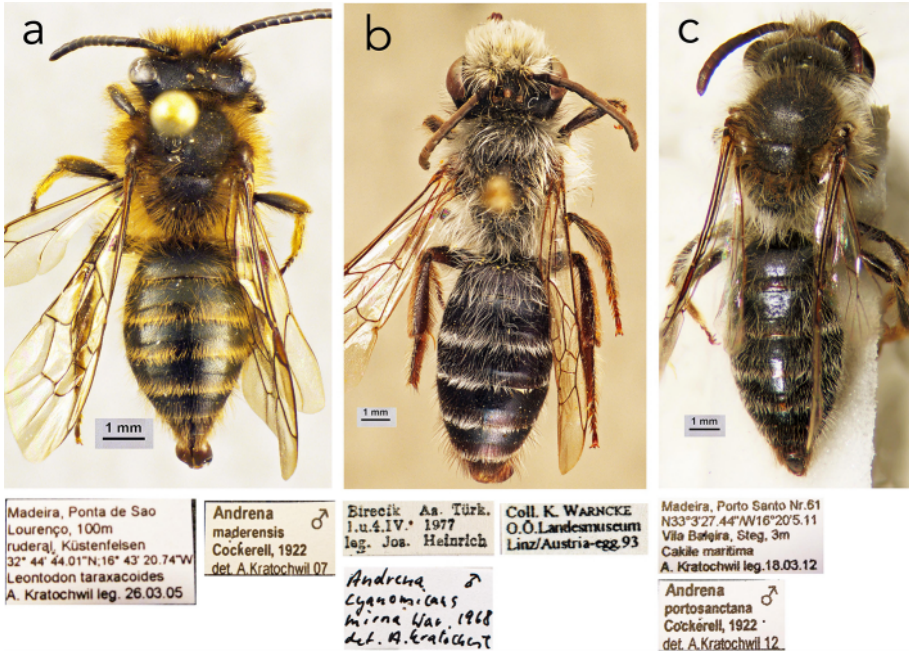 a
b
c
1 mm
1 mm
1 mm
Madeira, Ponta de Sao
Lourenço, 100m
ruderal, Küstenfelsen
32° 44' 44.01"N;16° 43' 20.74"W
Leontodon taraxacoides
A. Kratochwil leg. 26.03.05
Andrena ♂
maderensis
Cockerell, 1922
det. A.Kratochwil 07
Birecik As. Türk.
1.u.4.IV. 1977
leg. Jos. Heinrich
Coll. K. WARNCKE
O.Ö.Landesmuseum
Linz/Austria-egg.93
Andrena ♂
cyanomicans
mirna War. 1968
det. A.Kratochwil
Madeira, Porto Santo Nr.61
N33°3'27.44"/W16°20'5.11
Vila Baleira, Steg, 3m
Cakile maritima
A. Kratochwil leg.18.03.12
Andrena ♂
portosanctana
Cockerell, 1922
det. A.Kratochwil 12